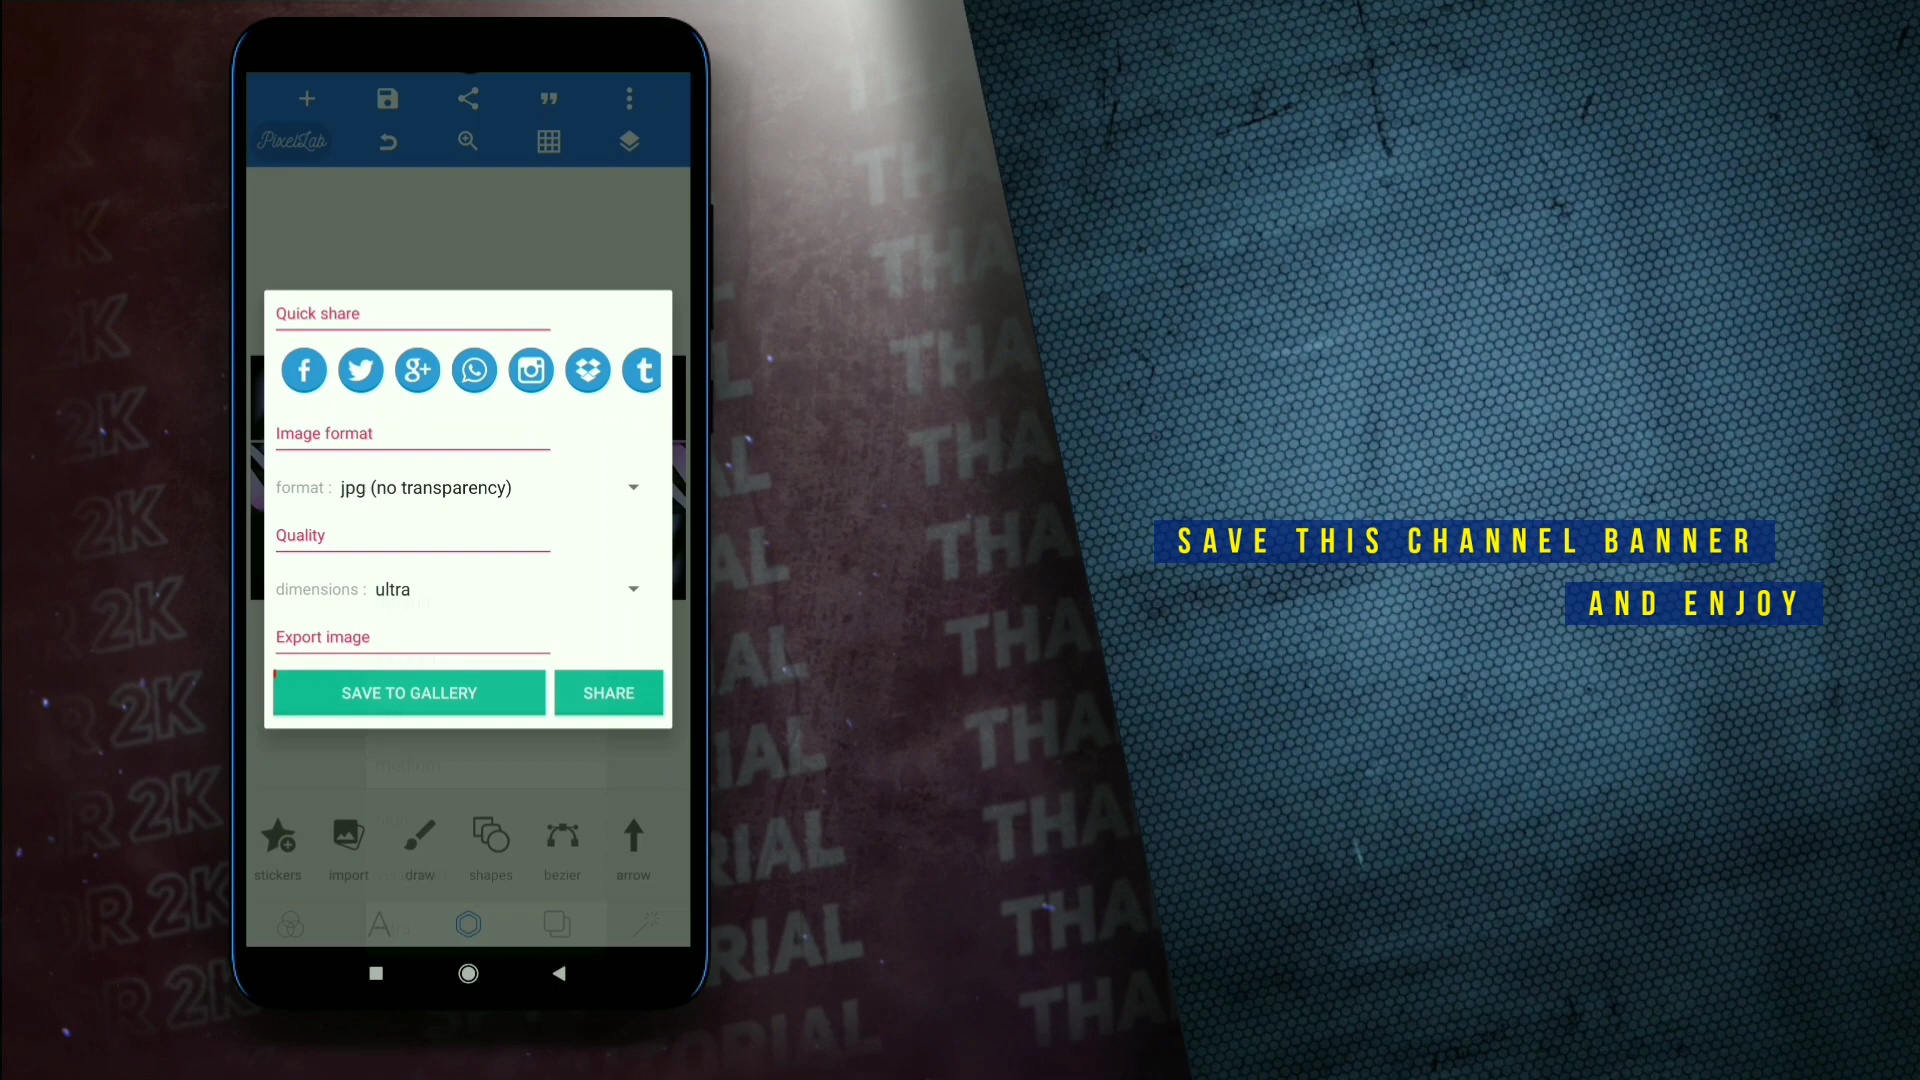 PixelLab
Quick share
Image format
format : jpg (no transparency)
Quality
dimensions : ultra
Export image
SAVE TO GALLERY SHARE
medium
stickers import draw shapes bezier arrow
SAVE THIS CHANNEL BANNER
AND ENJOY